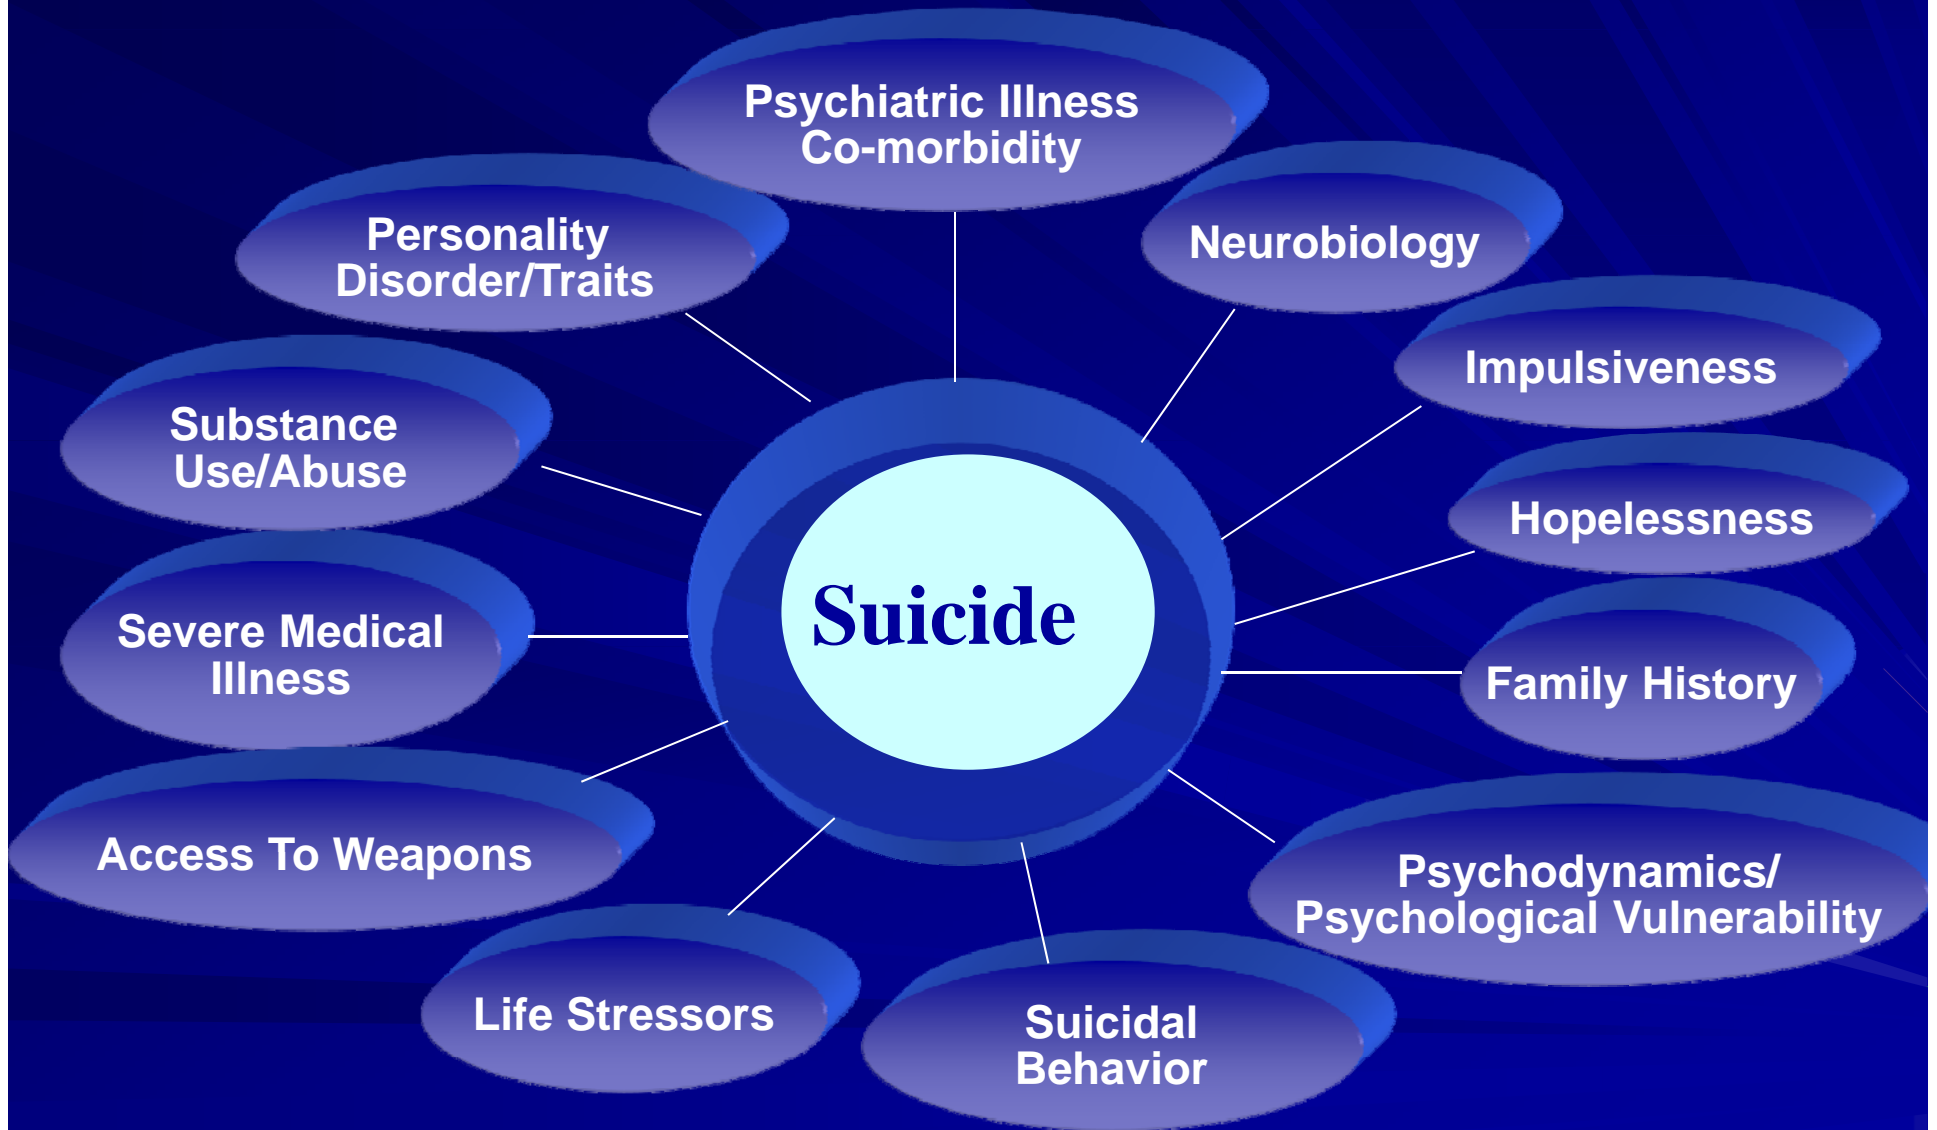 Psychiatric Illness
Co-morbidity
Personality
Disorder/Traits
Neurobiology
Impulsiveness
Substance
Use/Abuse
Hopelessness
Suicide
Severe Medical
Illness
Family History
Access To Weapons
Psychodynamics/
Psychological Vulnerability
Life Stressors
Suicidal
Behavior